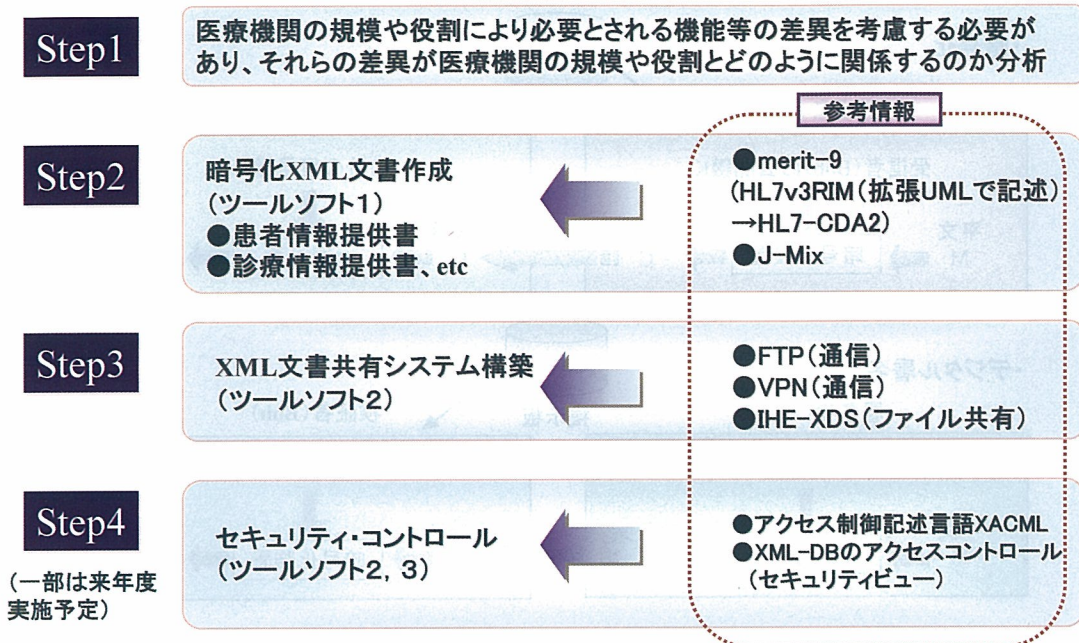 Step1
医療機関の規模や役割により必要とされる機能等の差異を考慮する必要が
あり、それらの差異が医療機関の規模や役割とどのように関係するのか分析
参考情報
Step2
暗号化XML文書作成
(ツールソフト1)
●患者情報提供書
●診療情報提供書、etc
●merit-9
(HL7v3RIM(拡張UMLで記述)
→HL7-CDA2)
●J-Mix
Step3
XML文書共有システム構築
(ツールソフト2)
●FTP(通信)
●VPN(通信)
●IHE-XDS(ファイル共有)
Step4
(一部は来年度
実施予定)
セキュリティ・コントロール
(ツールソフト2, 3)
●アクセス制御記述言語XACML
●XML-DBのアクセスコントロール
(セキュリティビュー)